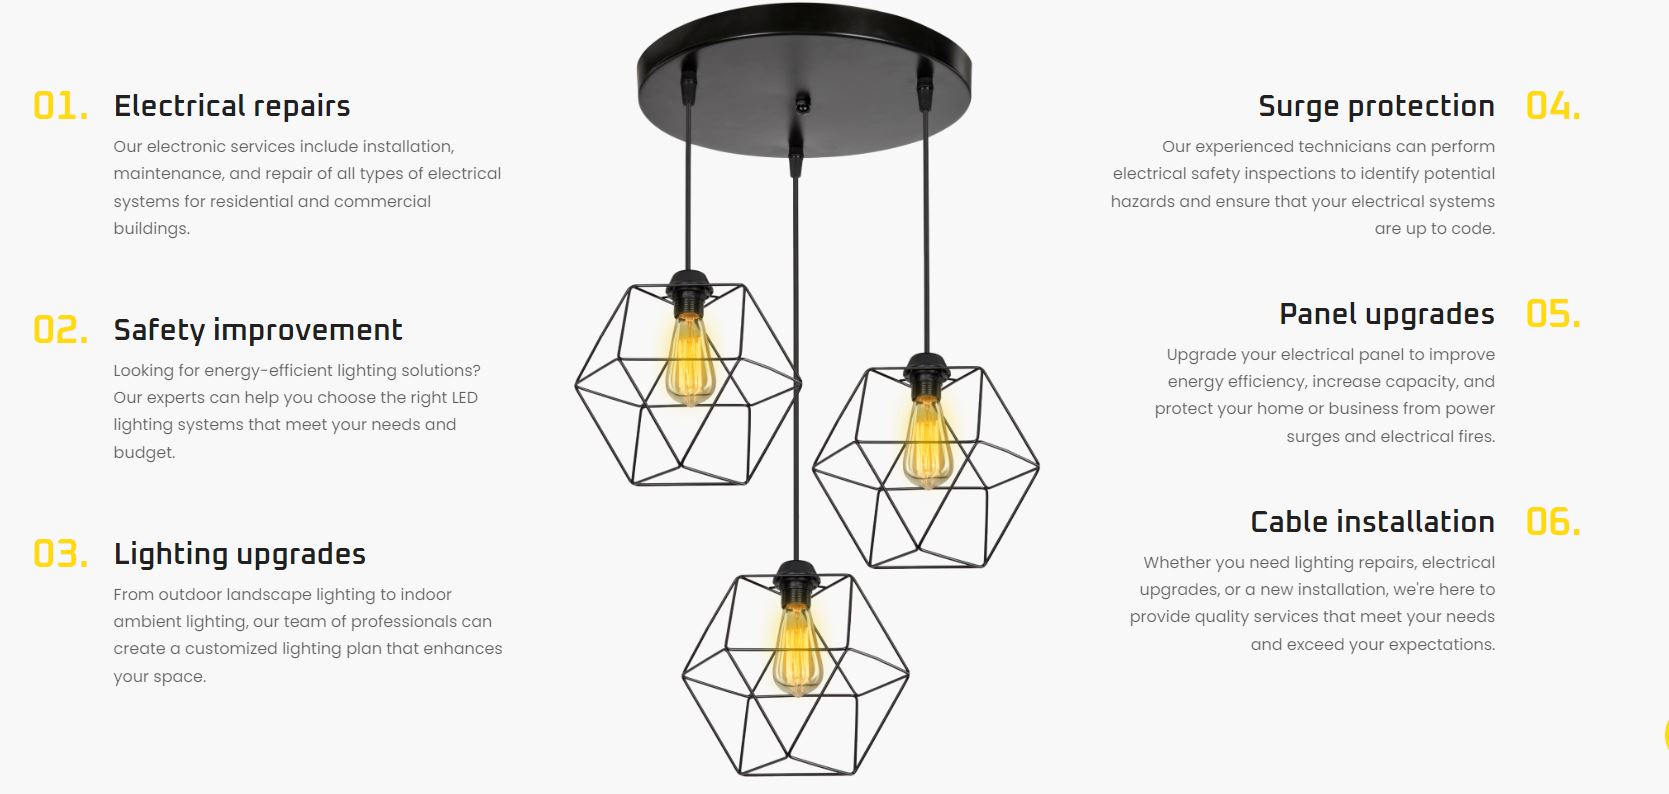 01.
Electrical repairs
Our electronic services include installation,
maintenance, and repair of all types of electrical
systems for residential and commercial
buildings.
02.
Safety improvement
Looking for energy-efficient lighting solutions?
Our experts can help you choose the right LED
lighting systems that meet your needs and
budget.
03.
Lighting upgrades
From outdoor landscape lighting to indoor
ambient lighting, our team of professionals can
create a customized lighting plan that enhances
your space.
Surge protection
04.
Our experienced technicians can perform
electrical safety inspections to identify potential
hazards and ensure that your electrical systems
are up to code.
Panel upgrades
05.
Upgrade your electrical panel to improve
energy efficiency, increase capacity, and
protect your home or business from power
surges and electrical fires.
Cable installation
06.
Whether you need lighting repairs, electrical
upgrades, or a new installation, we're here to
provide quality services that meet your needs
and exceed your expectations.